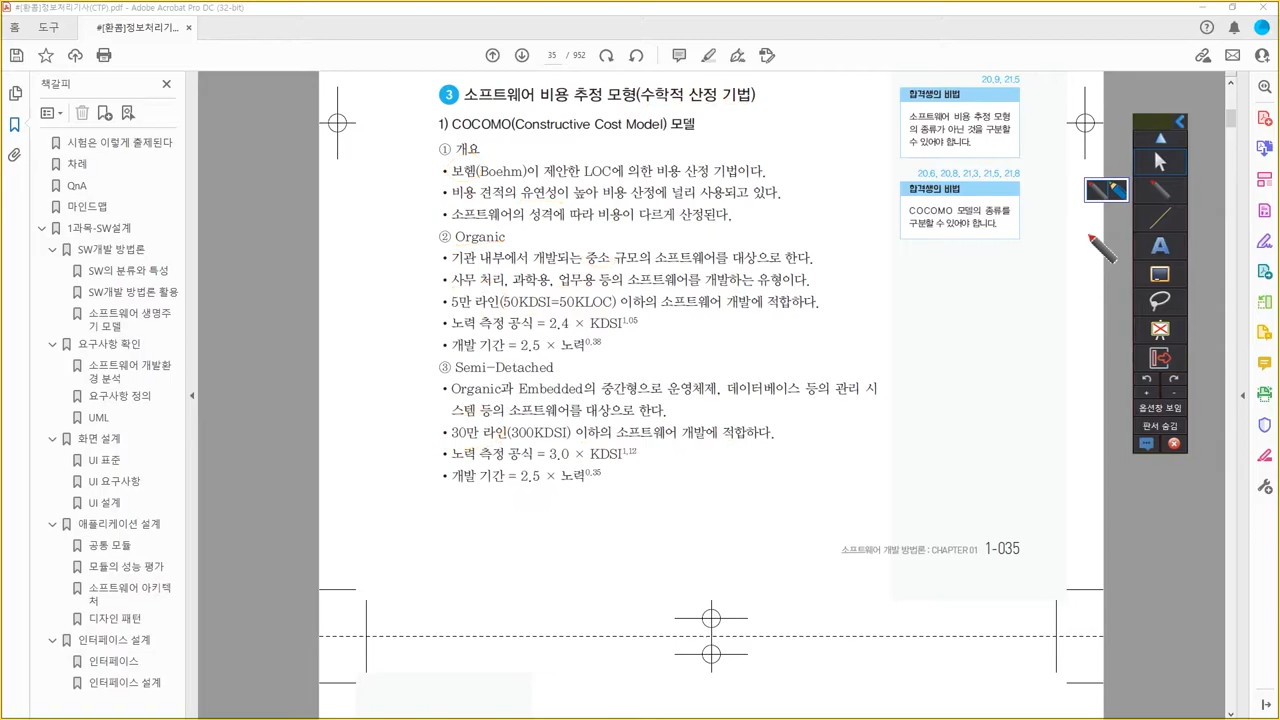 #[환콤]정보처리기사(CTP).pdf - Adobe Acrobat Pro DC (32-bit)
홈 도구 #[환콤]정보처리기... ×
35 / 952
책갈피
시험은 이렇게 출제된다
차례
QnA
마인드맵
1과목-SW설계
SW개발 방법론
SW의 분류와 특성
SW개발 방법론 활용
소프트웨어 생명주
기 모델
요구사항 확인
소프트웨어 개발환
경 분석
요구사항 정의
UML
화면 설계
UI 표준
UI 요구사항
UI 설계
애플리케이션 설계
공통 모듈
모듈의 성능 평가
소프트웨어 아키텍
처
디자인 패턴
인터페이스 설계
인터페이스
인터페이스 설계
3 소프트웨어 비용 추정 모형(수학적 산정 기법)
1) COCOMO(Constructive Cost Model) 모델
① 개요
• 보헴(Boehm)이 제안한 LOC에 의한 비용 산정 기법이다.
• 비용 견적의 유연성이 높아 비용 산정에 널리 사용되고 있다.
• 소프트웨어의 성격에 따라 비용이 다르게 산정된다.
② Organic
• 기관 내부에서 개발되는 중소 규모의 소프트웨어를 대상으로 한다.
• 사무 처리, 과학용, 업무용 등의 소프트웨어를 개발하는 유형이다.
• 5만 라인(50KDSI=50KLOC) 이하의 소프트웨어 개발에 적합하다.
• 노력 측정 공식 = 2.4 × KDSI1.05
• 개발 기간 = 2.5 × 노력0.38
③ Semi-Detached
• Organic과 Embedded의 중간형으로 운영체제, 데이터베이스 등의 관리 시
스템 등의 소프트웨어를 대상으로 한다.
• 30만 라인(300KDSI) 이하의 소프트웨어 개발에 적합하다.
• 노력 측정 공식 = 3.0 × KDSI1.12
• 개발 기간 = 2.5 × 노력0.35
20.9, 21.5
합격생의 비법
소프트웨어 비용 추정 모형
의 종류가 아닌 것을 구분할
수 있어야 합니다.
20.6, 20.8, 21.3, 21.5, 21.8
합격생의 비법
COCOMO 모델의 종류를
구분할 수 있어야 합니다.
소프트웨어 개발 방법론 : CHAPTER 01 1-035
A
+ -
옵션창 보임
판서 숨김